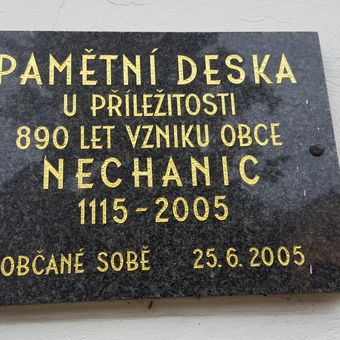 PAMĚTNÍ DESKA
U PŘÍLEŽITOSTI
890 LET VZNIKU OBCE
NECHANIC
1115-2005
OBČANÉ SOBĚ 25.6.2005